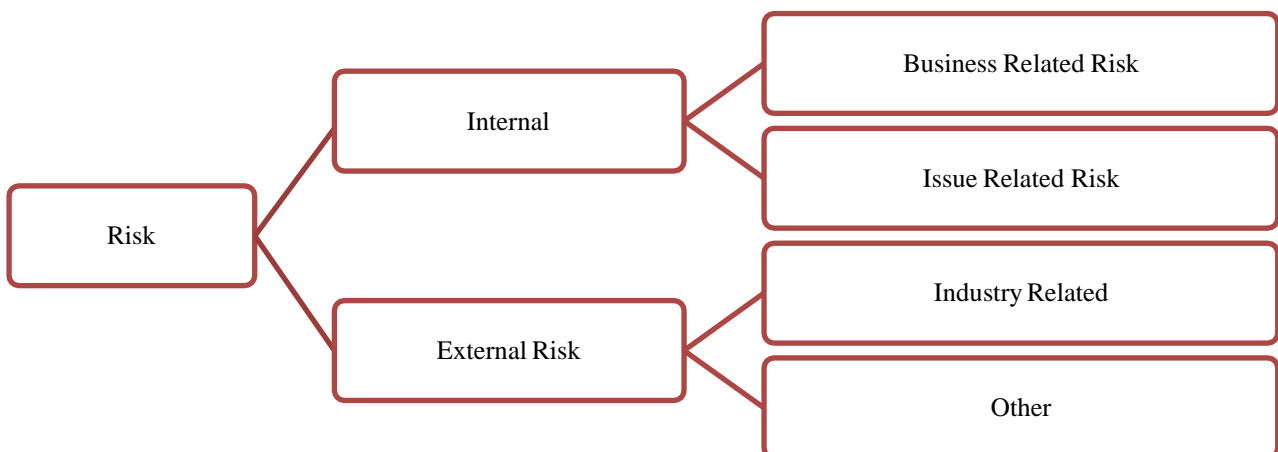 Business Related Risk
Internal
Issue Related Risk
Risk
Industry Related
External Risk
Other